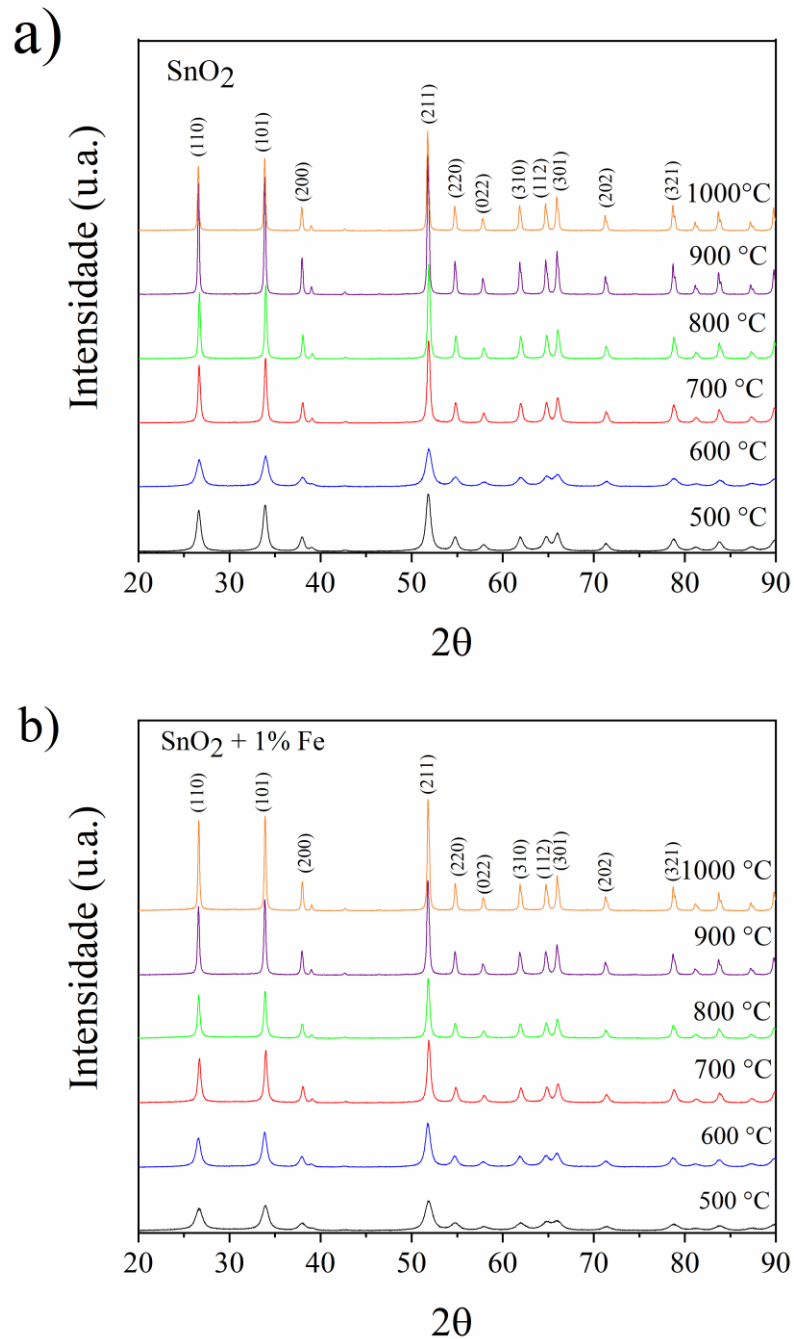 a)
SnO2
(110)
(101)
(200)
(211)
(220)
(022)
(310)
(112)
(301)
(202)
(321)
1000°C
900 °C
800 °C
700 °C
600 °C
500 °C
Intensidade (u.a.)
20 30 40 50 60 70 80 90
2θ
b)
SnO2 + 1% Fe
(110)
(101)
(200)
(211)
(220)
(022)
(310)
(112)
(301)
(202)
(321)
1000 °C
900 °C
800 °C
700 °C
600 °C
500 °C
Intensidade (u.a.)
20 30 40 50 60 70 80 90
2θ